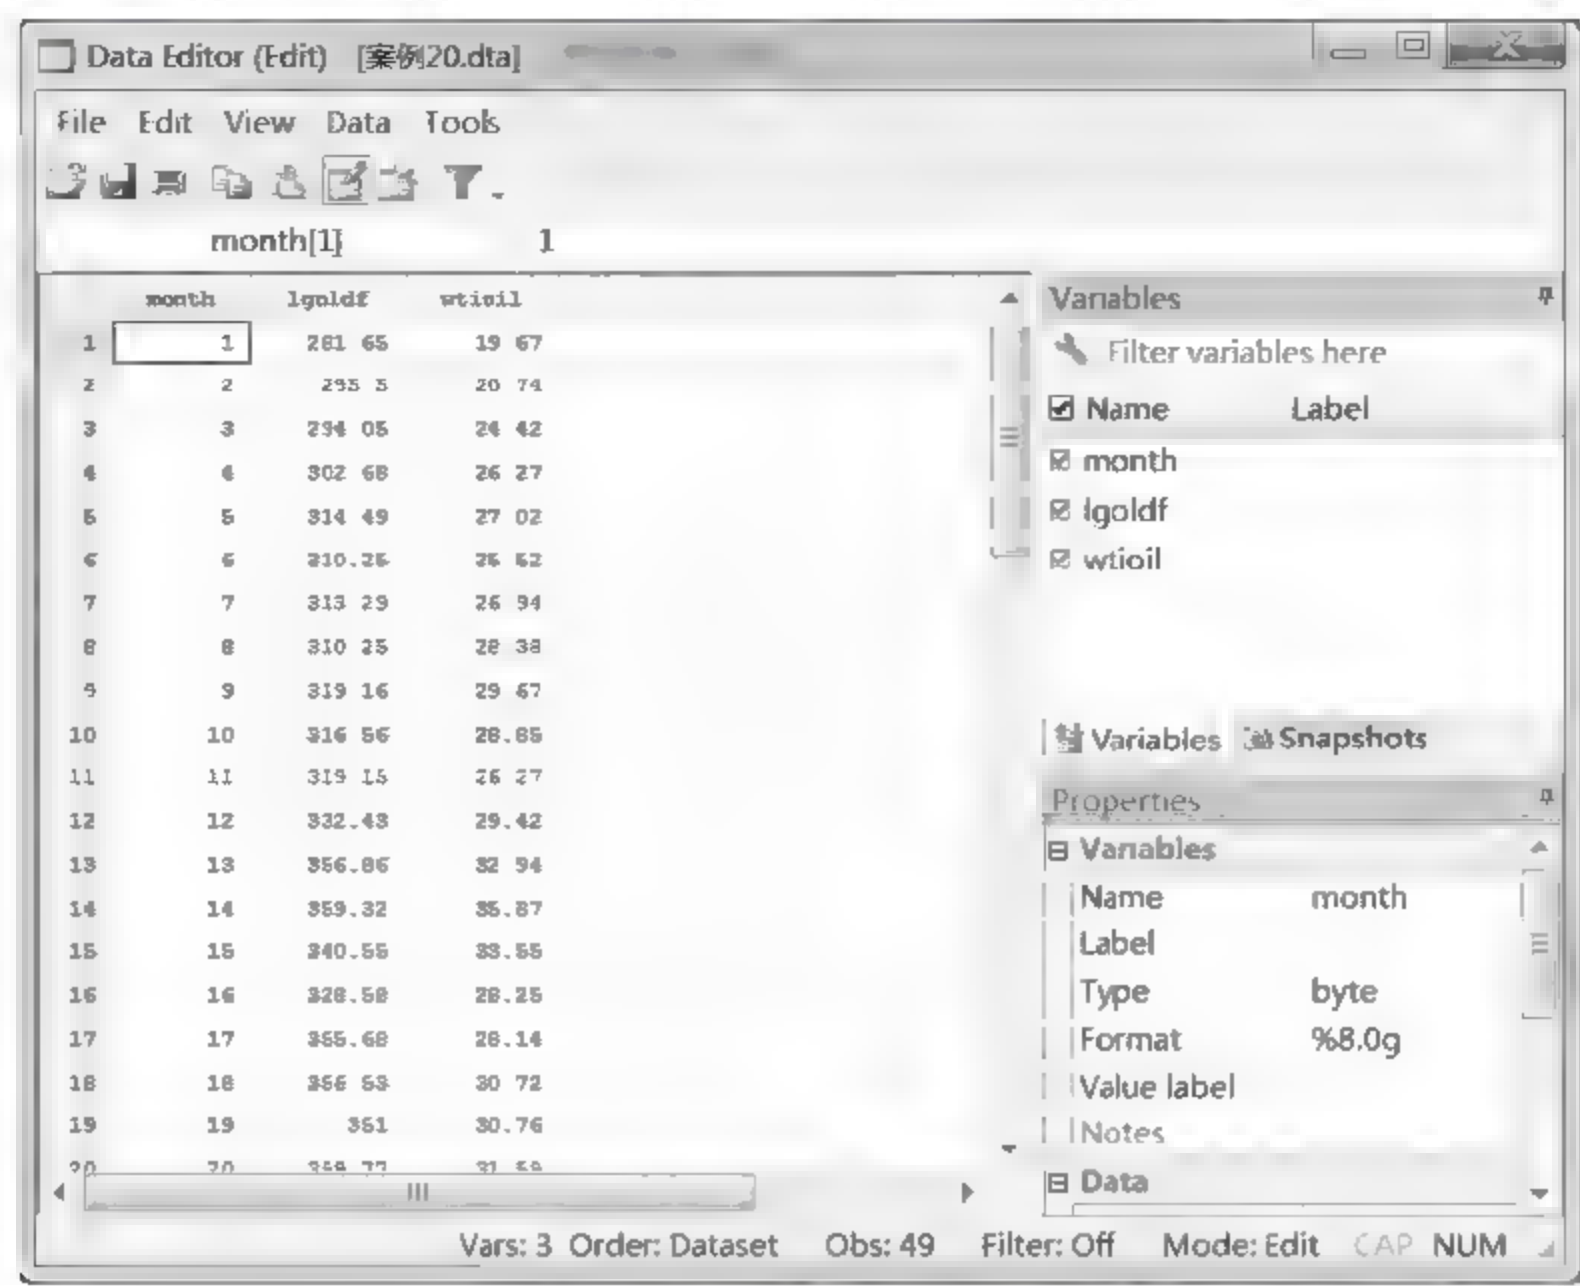 Data Editor (Edit) [案例20.dta]
File Edit View Data Tools
month[1] 1
month lgoldf wtioil
1 1 281 65 19 67
2 2 295 5 20 74
3 3 294 05 24 42
4 4 302 68 26 27
5 5 314 49 27 02
6 6 25 52
7 7 313 29 26 94
8 8 310 25 28 38
9 9 319 16 29 67
10 10 316 56 28.85
11 11 319 15 26 27
12 12 332.43 29.42
13 13 356.86 32 94
14 14 359.32 35.87
15 15 340.55 33.55
16 16 328.58 28.25
17 17 355.68 28.14
18 18 356 53 30 72
19 19 351 30.76
20 20 31 59
Variables
Filter variables here
Name Label
month
lgoldf
wtioil
Variables Snapshots
Properties
Variables
Name month
Label
Type byte
Format %8.0g
Value label
Notes
Data
Vars: 3 Order: Dataset Obs: 49 Filter: Off Mode: Edit CAP NUM